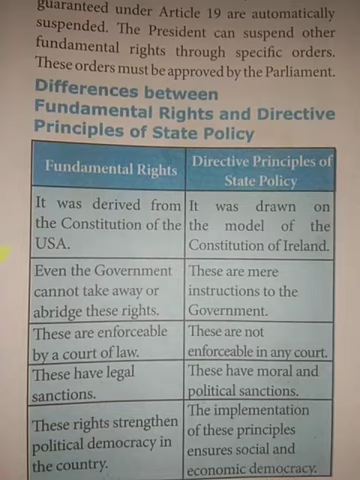 guaranteed under Article 19 are automatically
suspended. The President can suspend other
fundamental rights through specific orders.
These orders must be approved by the Parliament.
Differences between
Fundamental Rights and Directive
Principles of State Policy
Fundamental Rights
Directive Principles of
State Policy
It was derived from
the Constitution of the
USA.
It was drawn on
the model of the
Constitution of Ireland.
Even the Government
cannot take away or
abridge these rights.
These are mere
instructions to the
Government.
These are enforceable
by a court of law.
These are not
enforceable in any court.
These have legal
sanctions.
These have moral and
political sanctions.
These rights strengthen
political democracy in
the country.
The implementation
of these principles
ensures social and
economic democracy.